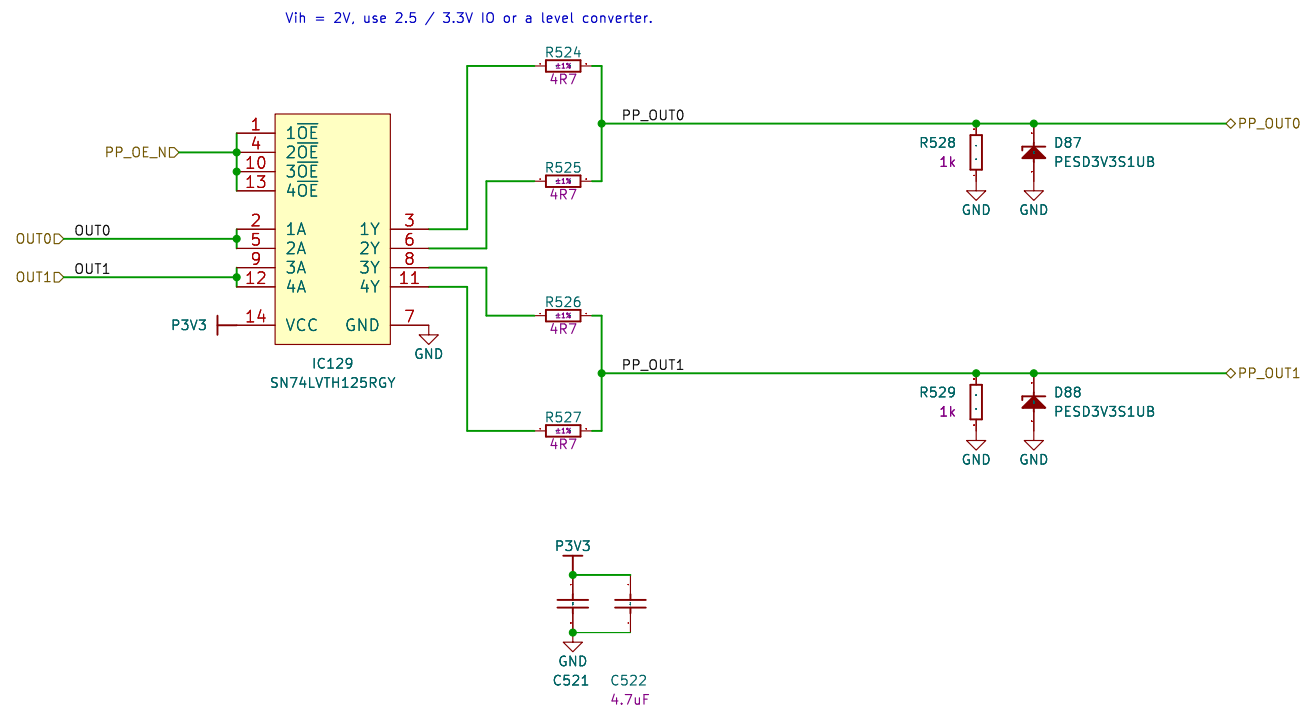 Vih = 2V, use 2.5 / 3.3V IO or a level converter.
R524
±1%
4R7
PP_OUT0
PP_OUT0
R528
1k
GND
D87
PESD3V3S1UB
GND
PP_OE_N
1
4
10
13
1OE
2OE
3OE
4OE
R525
±1%
4R7
OUT0
OUT0
2
5
1A
2A
1Y
2Y
3
6
OUT1
OUT1
9
12
3A
4A
3Y
4Y
8
11
P3V3
14
VCC
GND
7
GND
IC129
SN74LVTH125RGY
R526
±1%
4R7
PP_OUT1
PP_OUT1
R529
1k
GND
D88
PESD3V3S1UB
GND
R527
±1%
4R7
P3V3
GND
C521
C522
4.7uF